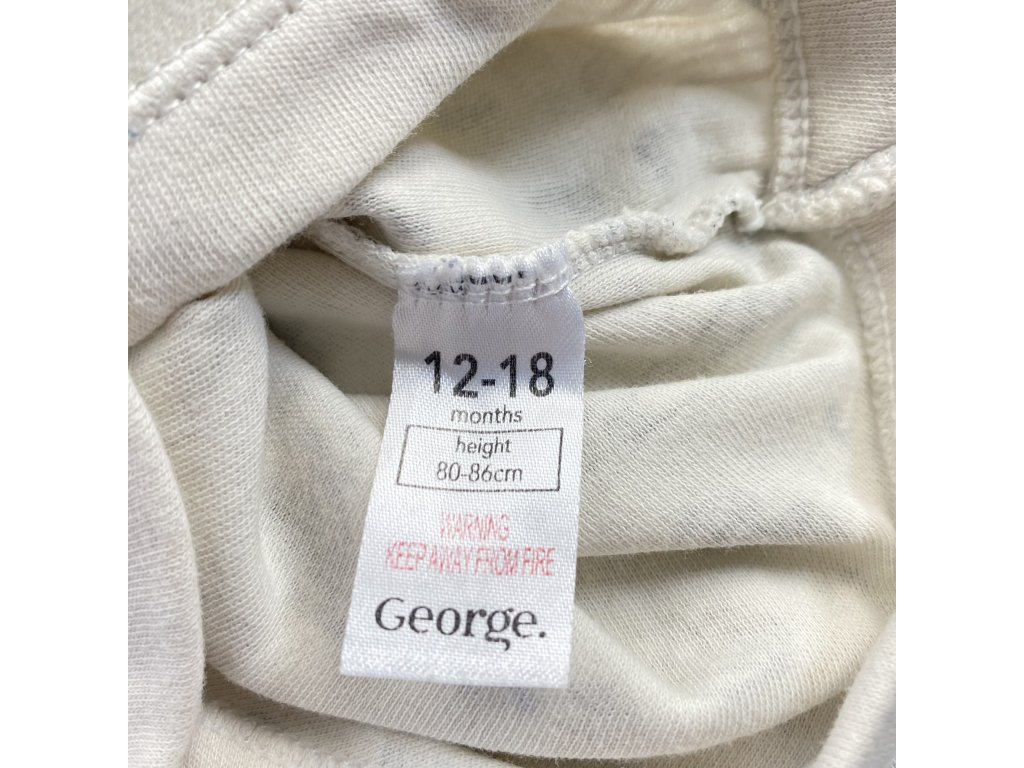 12-18
months
height
80-86cm
WARNING
KEEP AWAY FROM FIRE
George.